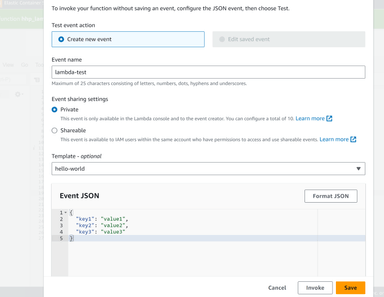 To invoke your function without saving an event, configure the JSON event, then choose Test.
Test event action
Create new event
Edit saved event
Event name
lambda-test
Maximum of 25 characters consisting of letters, numbers, dots, hyphens and underscores.
Event sharing settings
Private
This event is only available in the Lambda console and to the event creator. You can configure a total of 10. Learn more
Shareable
This event is available to IAM users within the same account who have permissions to access and use shareable events. Learn more
Template - optional
hello-world
Event JSON
Format JSON
1 {
2 "key1": "value1",
3 "key2": "value2",
4 "key3": "value3"
5 }
Cancel
Invoke
Save